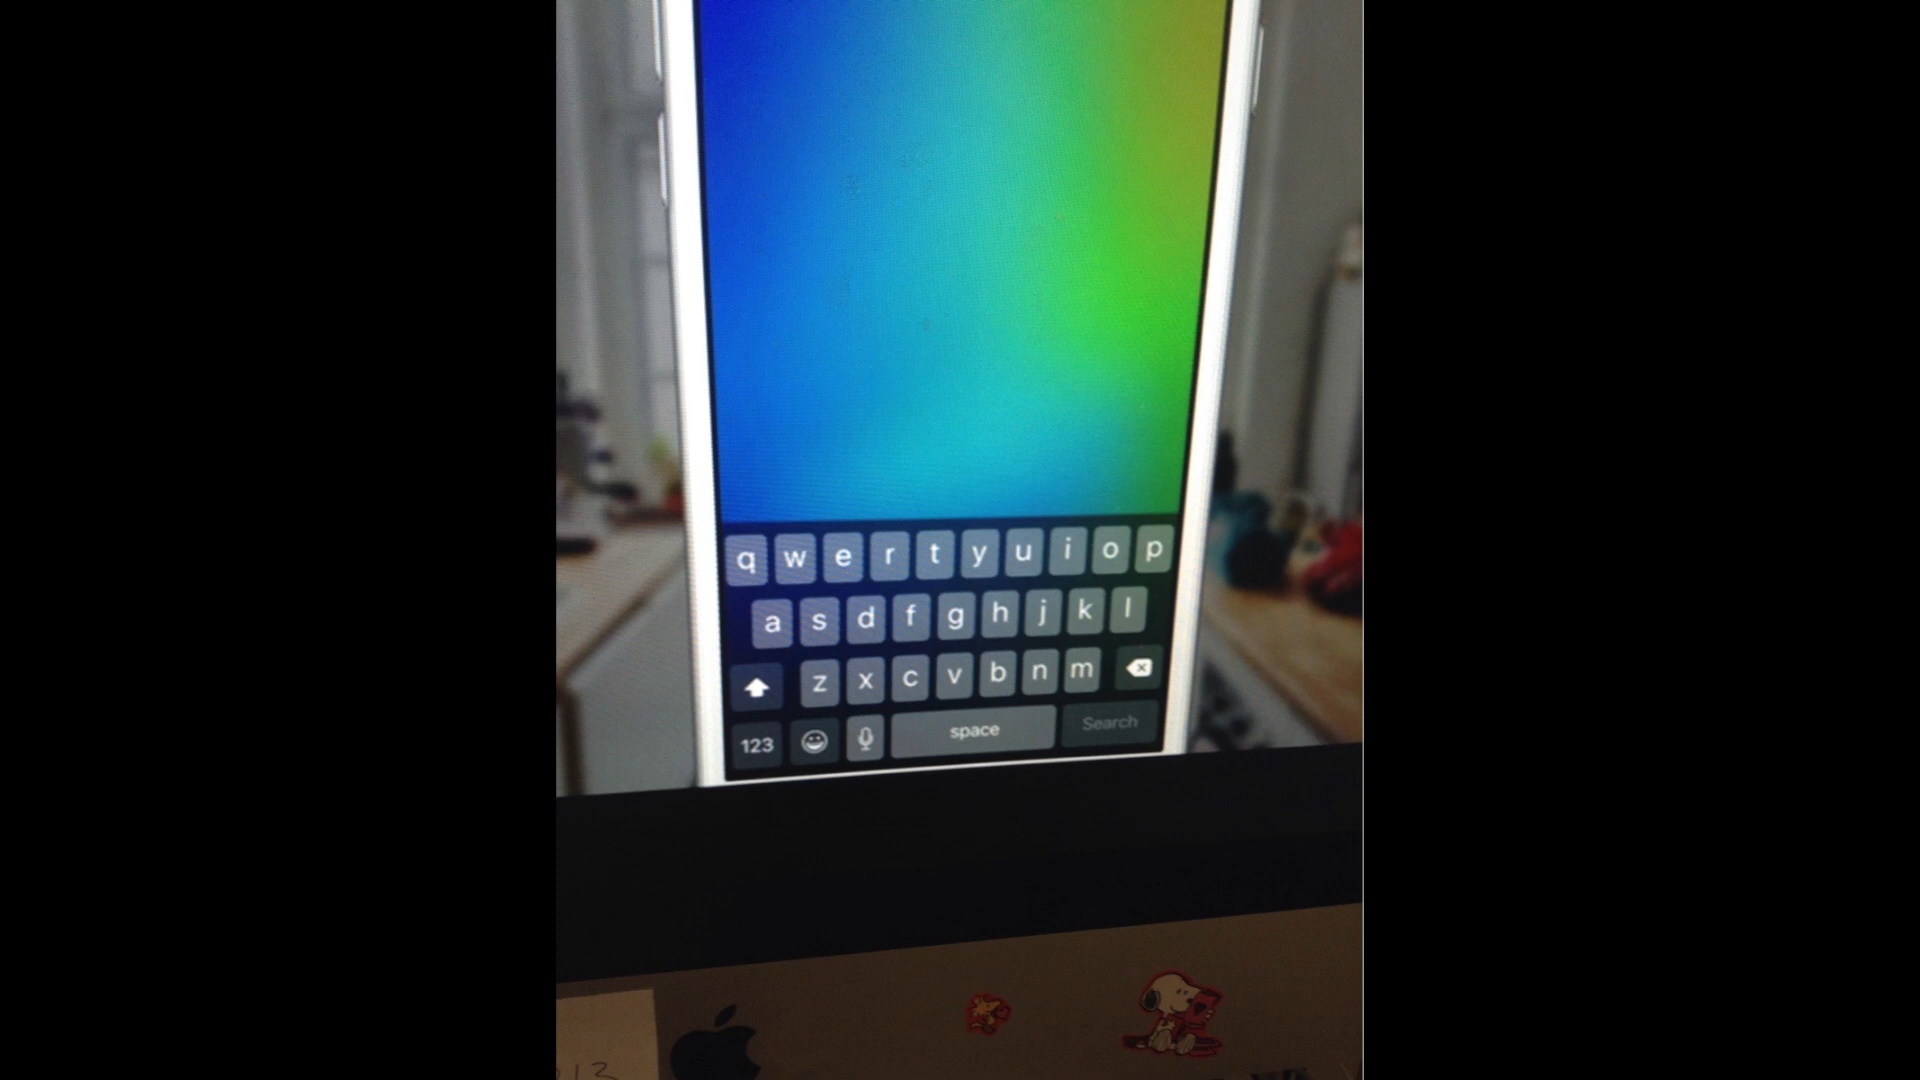 q w e r t y u i o p
a s d f g h j k l
z x c v b n m
123 space Search